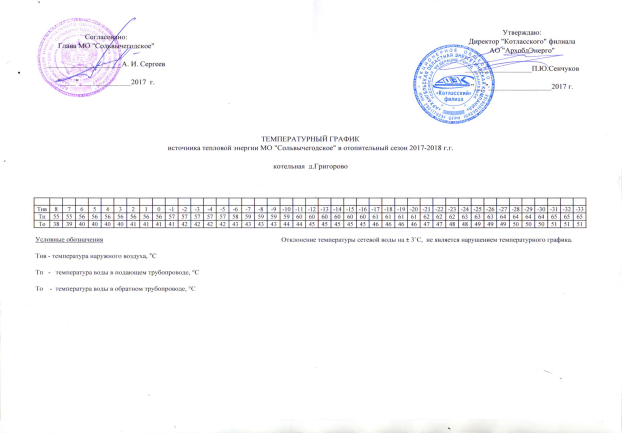 Согласовано:
Глава МО "Сольвычегодское"
А. И. Сергеев
2017 г.
Утверждаю:
Директор "Котласского" филиала
АО "АрхоблЭнерго"
П.Ю.Сенчуков
2017 г.
«Котласский»
филиал
ТЕМПЕРАТУРНЫЙ ГРАФИК
источника тепловой энергии МО "Сольвычегодское" в отопительный сезон 2017-2018 г.г.
котельная д.Григорово
Тнв 8 7 6 5 4 3 2 1 0 -1 -2 -3 -4 -5 -6 -7 -8 -9 -10 -11 -12 -13 -14 -15 -16 -17 -18 -19 -20 -21 -22 -23 -24 -25 -26 -27 -28 -29 -30 -31 -32 -33
Тп 55 55 56 56 56 56 56 56 56 57 57 57 57 57 58 59 59 59 59 60 60 60 60 60 60 61 61 61 61 62 62 62 63 63 63 64 64 64 64 65 65 65
То 38 39 40 40 40 40 41 41 41 41 42 42 42 42 43 43 43 43 44 44 45 45 45 45 45 46 46 46 46 47 47 48 48 49 49 49 50 50 50 51 51 51
Условные обозначения
Отклонение температуры сетевой воды на ± 3˚С, не является нарушением температурного графика.
Тнв - температура наружного воздуха, °С
Тп - температура воды в подающем трубопроводе, °С
То - температура воды в обратном трубопроводе, °С